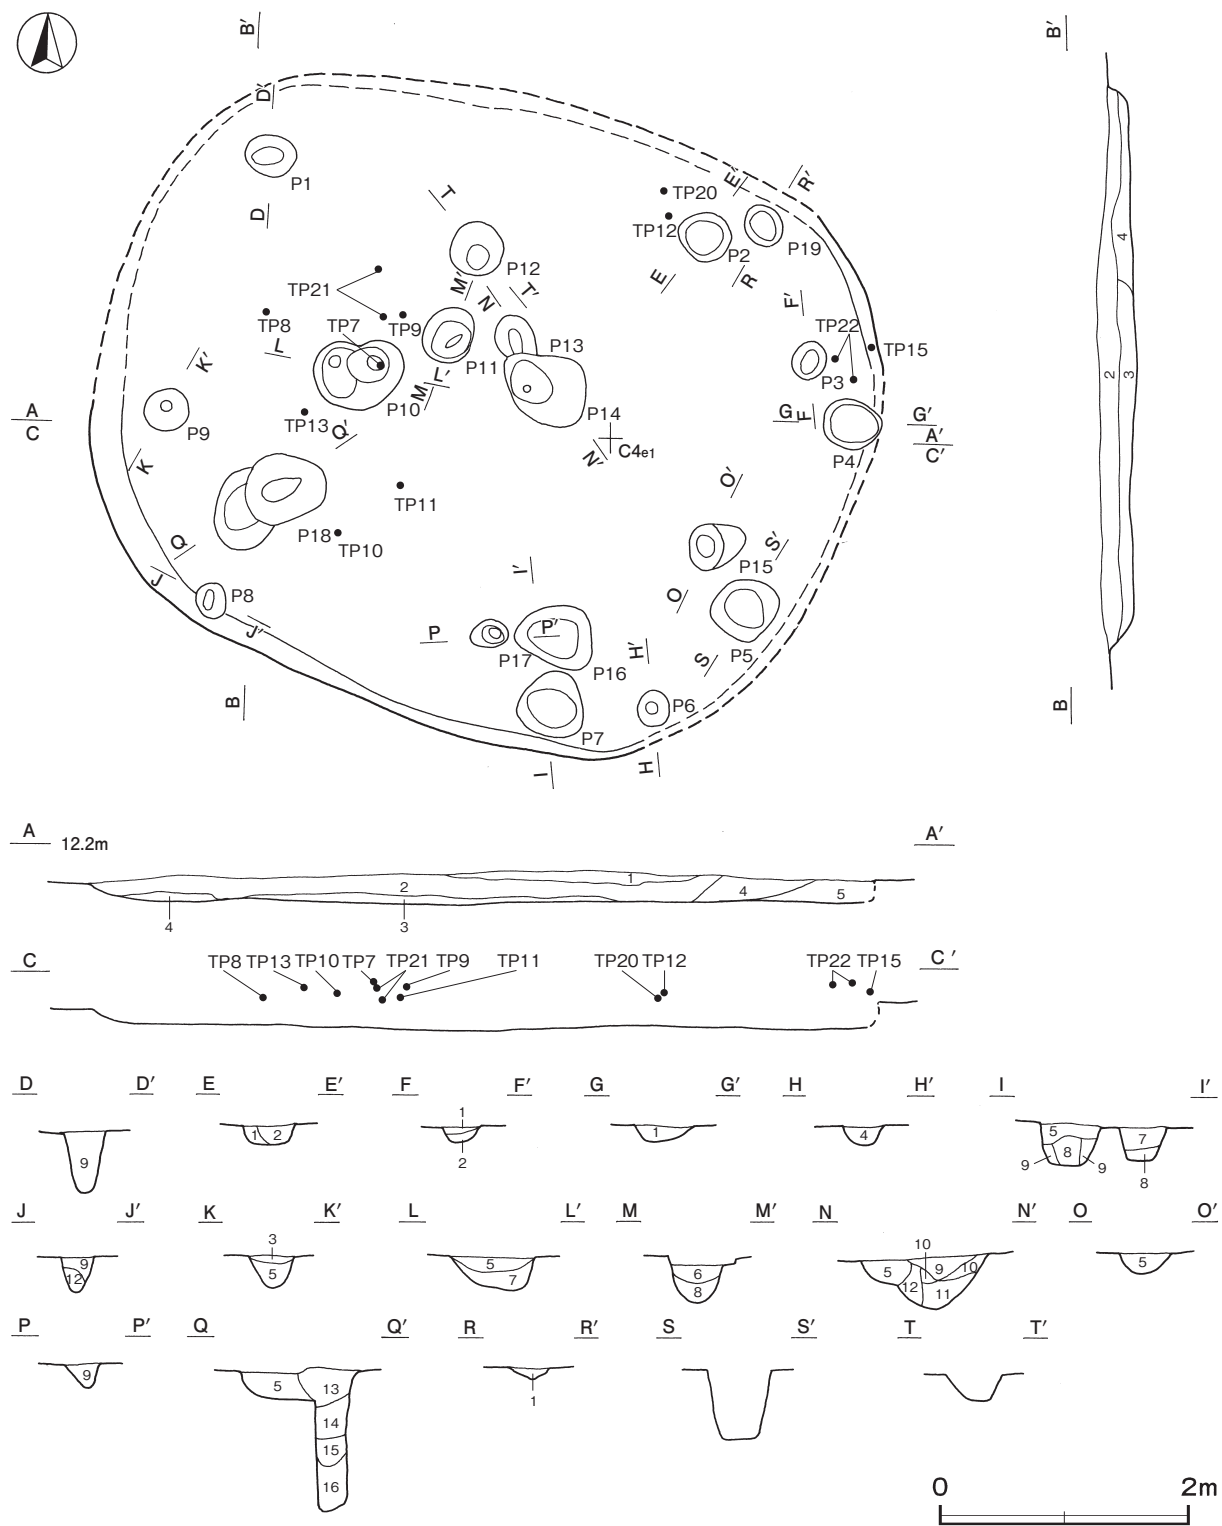 B′ B′
D′
P1
D
T
E′ R′
TP20
TP12
P2 P19
E R
P12
M′ N T′
TP21
F′
TP8 TP7 TP9
TP22
TP15
L
K′
P11
P13
P3
L′
M
P10
P14
A
C
P9
TP13
Q′
G F G′
A′
C′
P4
N′
C4e1
K
TP11
O′
P18
TP10
Q
S′
P15
J
I′
P8
O
J′
P P′
P17
H′
P5
S
P16
B B
P6
P7
I H
4
2 3
A 12.2m A′
1
2
4 5
4 3
C C′
TP8 TP13 TP10 TP7 TP21 TP9 TP11 TP20 TP12 TP22 TP15
D D′ E E′ F F′ G G′ H H′ I I′
1
9 1 2 2 1 4 5 8 9 9 7 8
J J′ K K′ L L′ M M′ N N′ O O′
3 10
9 12 5 5 7 6 8 5 12 9 10 11 5
P P′ Q Q′ R R′ S S′ T T′
9 5 13 1
14
15
16
0 2m